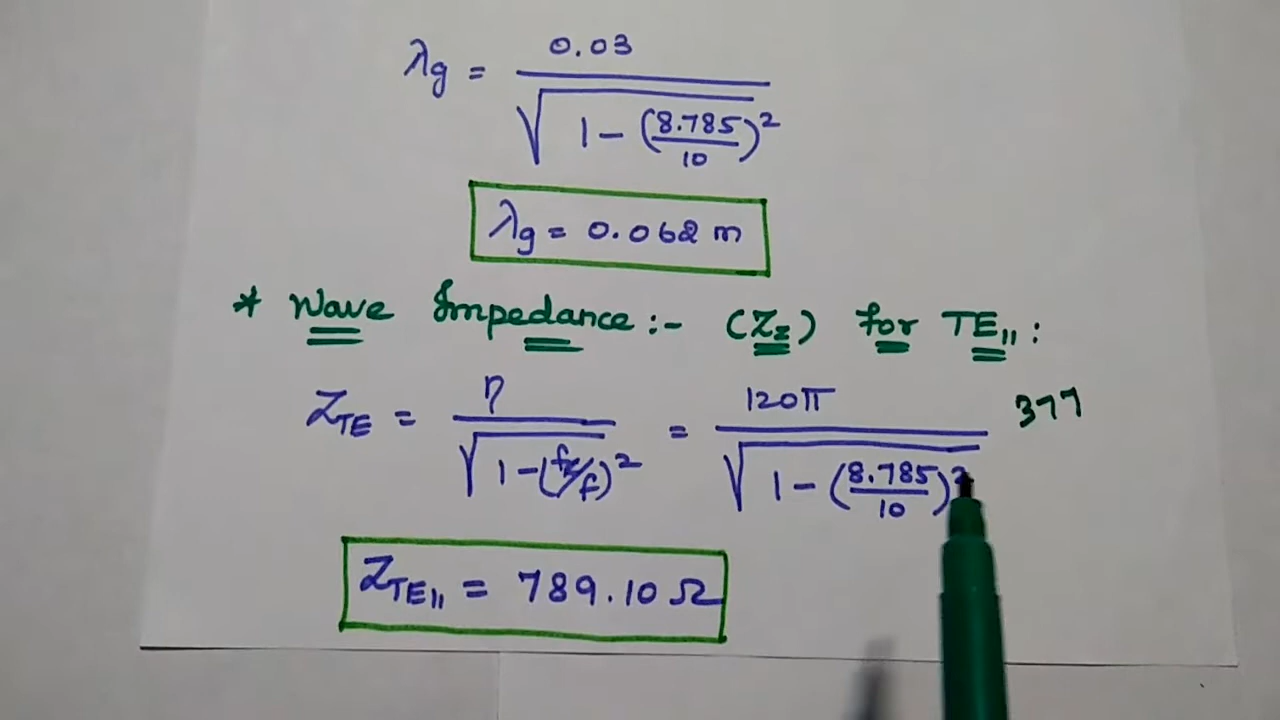 λg = 0.03 / √(1 - (8.785/10)²)
λg = 0.062 m
* Wave Impedance :- (Zz) for TE11 :
ZTE = η / √(1 - (fc/f)²) = 120π / √(1 - (8.785/10)²) 377
ZTE11 = 789.10 Ω